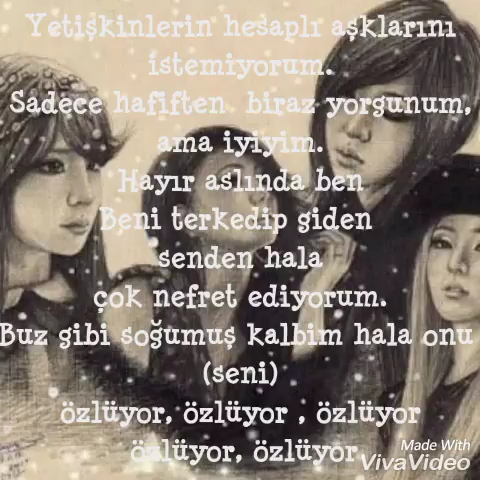 Yetişkinlerin hesaplı aşklarını
istemiyorum.
Sadece hafiften biraz yorgunum,
ama iyiyim.
Hayır aslında ben
Beni terkedip giden
senden hala
çok nefret ediyorum.
Buz gibi soğumuş kalbim hala onu
(seni)
özlüyor, özlüyor , özlüyor
özlüyor, özlüyor
Made With
VivaVideo